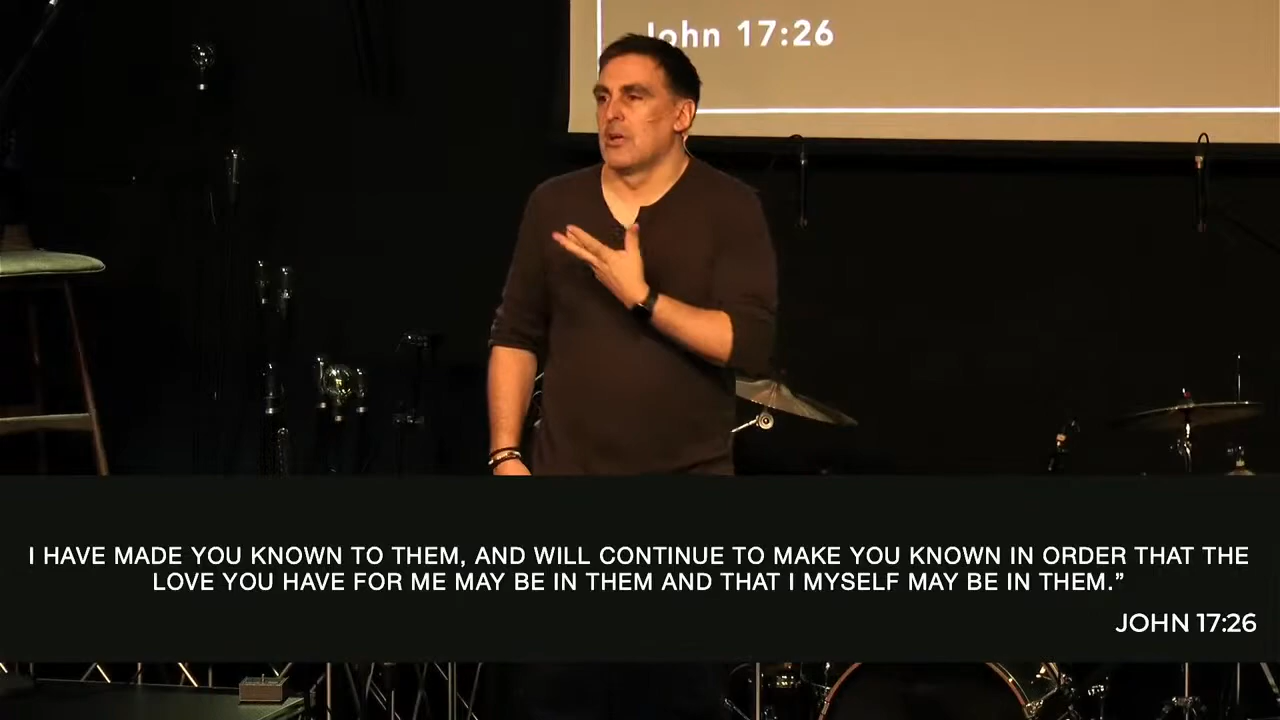 John 17:26
I HAVE MADE YOU KNOWN TO THEM, AND WILL CONTINUE TO MAKE YOU KNOWN IN ORDER THAT THE
LOVE YOU HAVE FOR ME MAY BE IN THEM AND THAT I MYSELF MAY BE IN THEM.”
JOHN 17:26